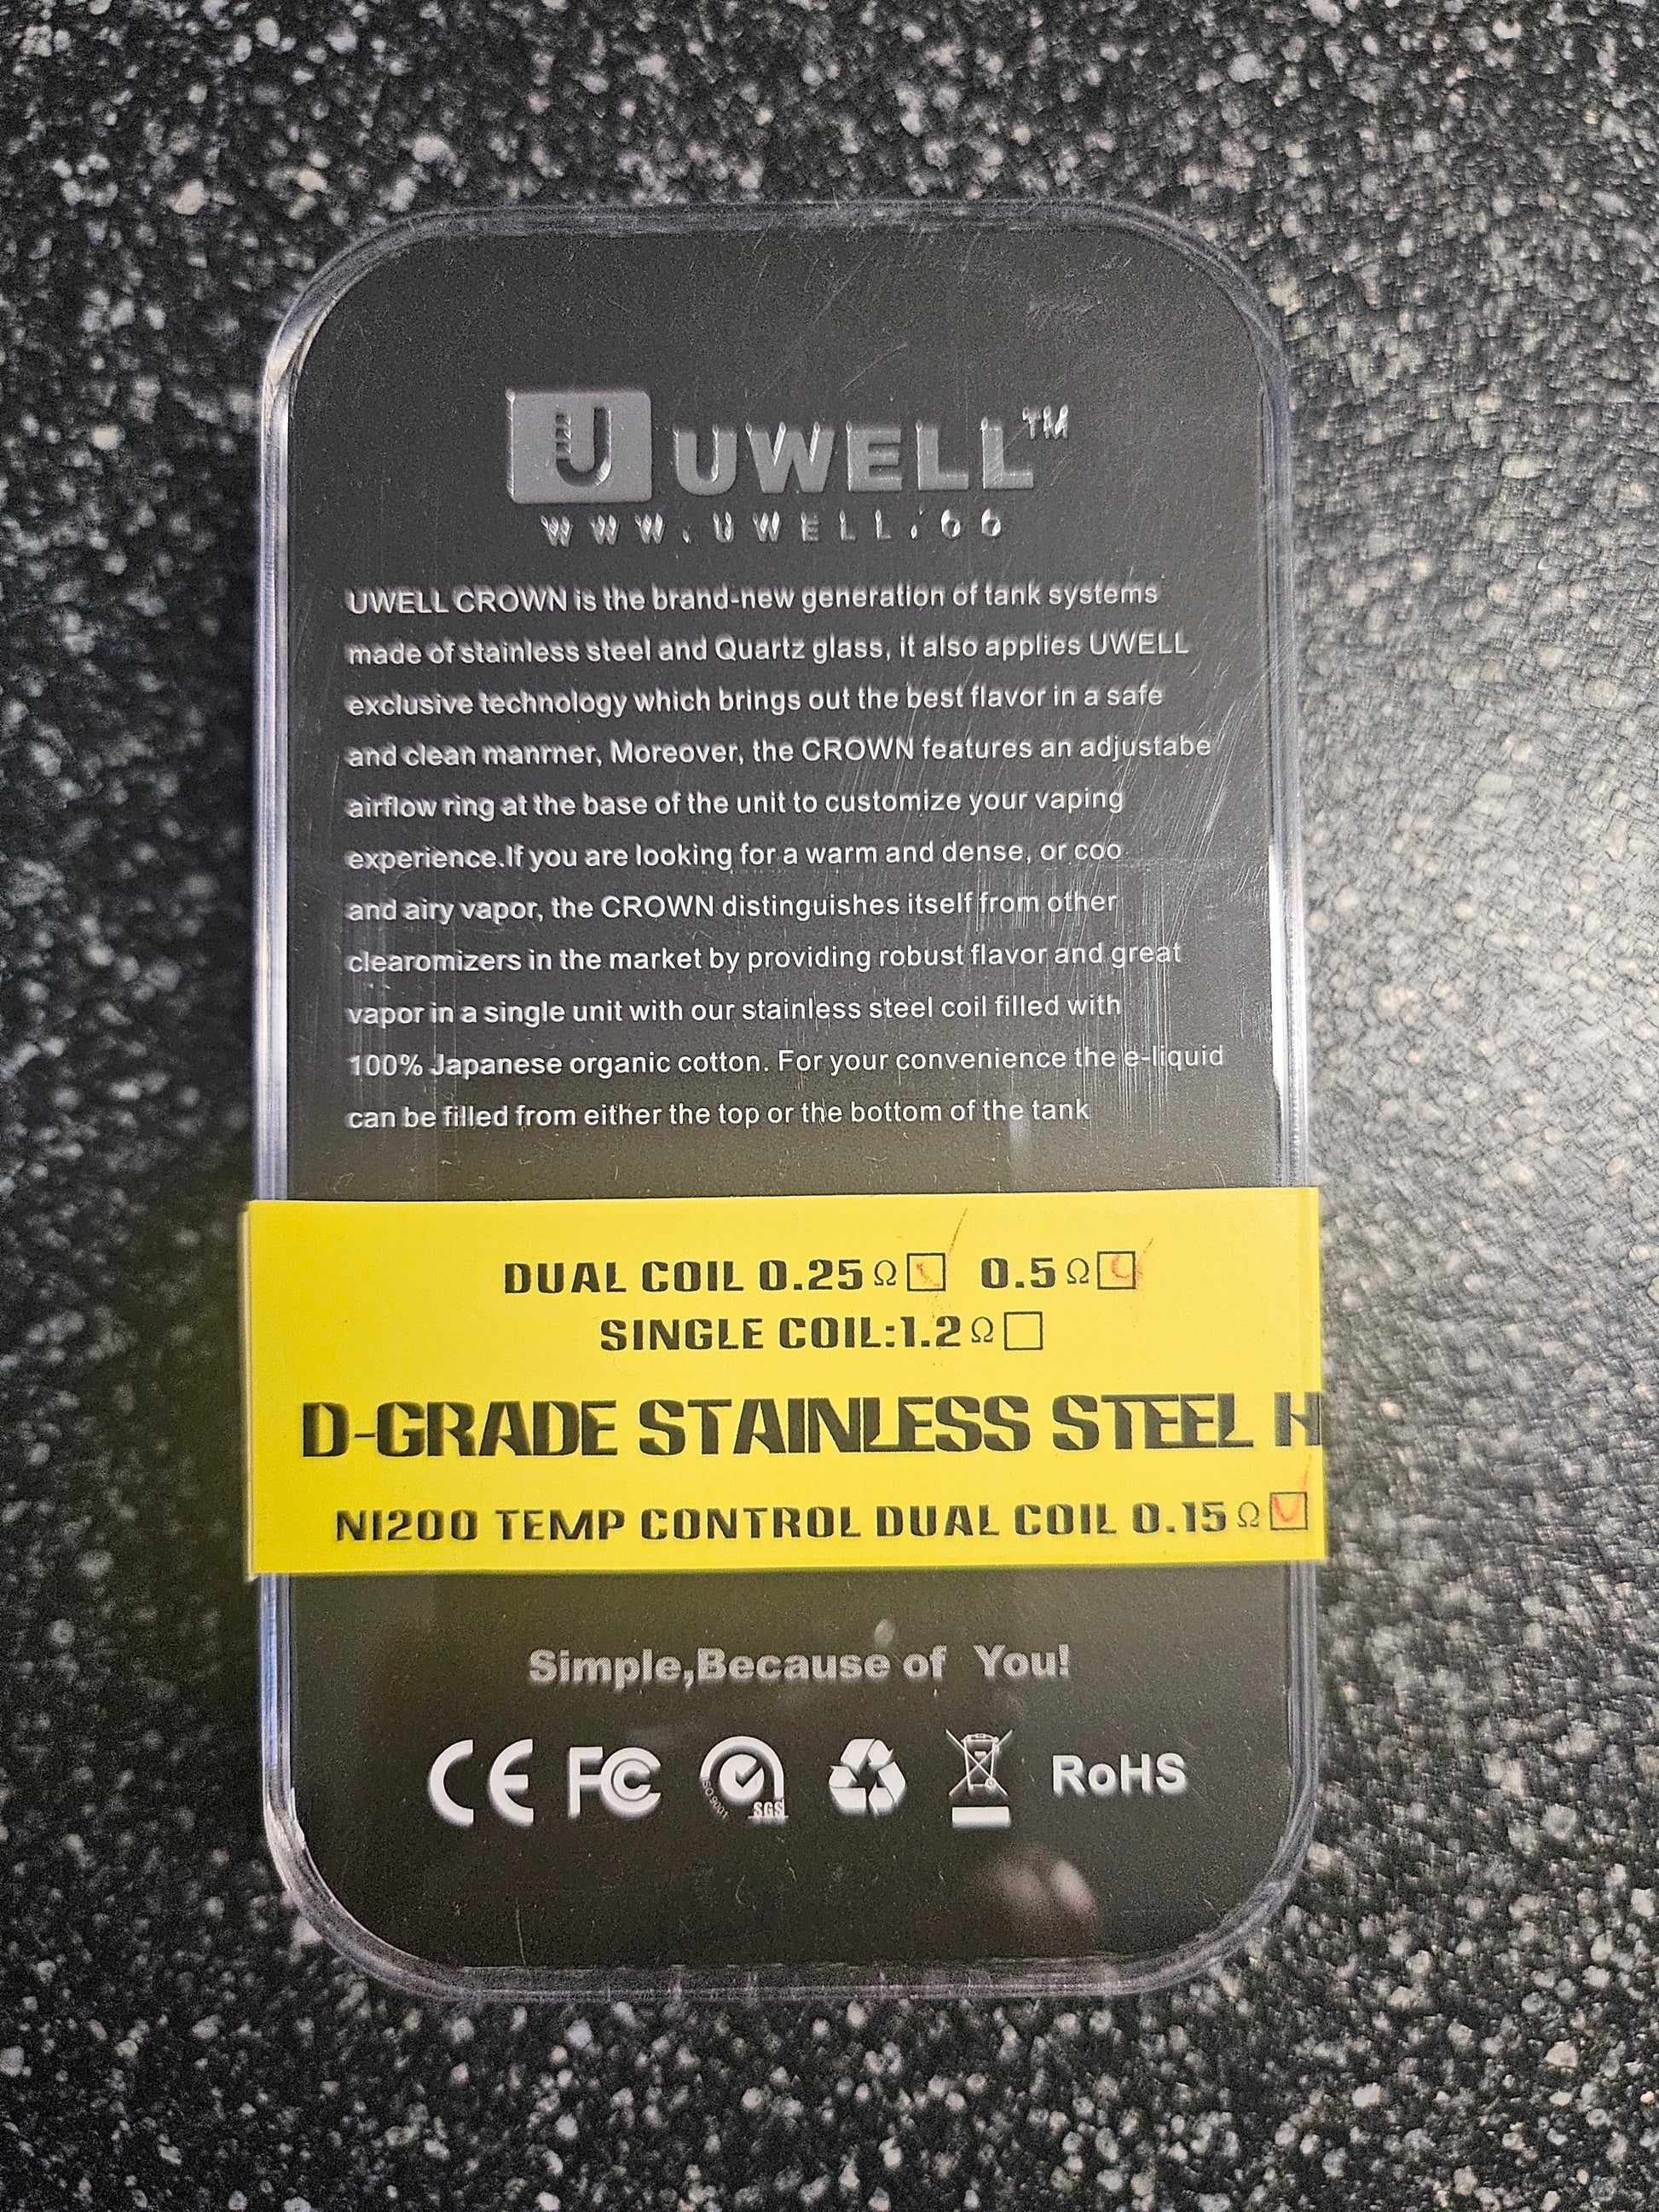 U UWELL™
WWW.UWELL.CC
UWELL CROWN is the brand-new generation of tank systems
made of stainless steel and Quartz glass, it also applies UWELL
exclusive technology which brings out the best flavor in a safe
and clean manrner, Moreover, the CROWN features an adjustabe
airflow ring at the base of the unit to customize your vaping
experience.If you are looking for a warm and dense, or coo
and airy vapor, the CROWN distinguishes itself from other
clearomizers in the market by providing robust flavor and great
vapor in a single unit with our stainless steel coil filled with
100% Japanese organic cotton. For your convenience the e-liquid
can be filled from either the top or the bottom of the tank
DUAL COIL 0.25Ω 0.5Ω
SINGLE COIL:1.2Ω
D-GRADE STAINLESS STEEL H
NI200 TEMP CONTROL DUAL COIL 0.15Ω
Simple,Because of You!
CE FC ISO 9001 SGS RoHS